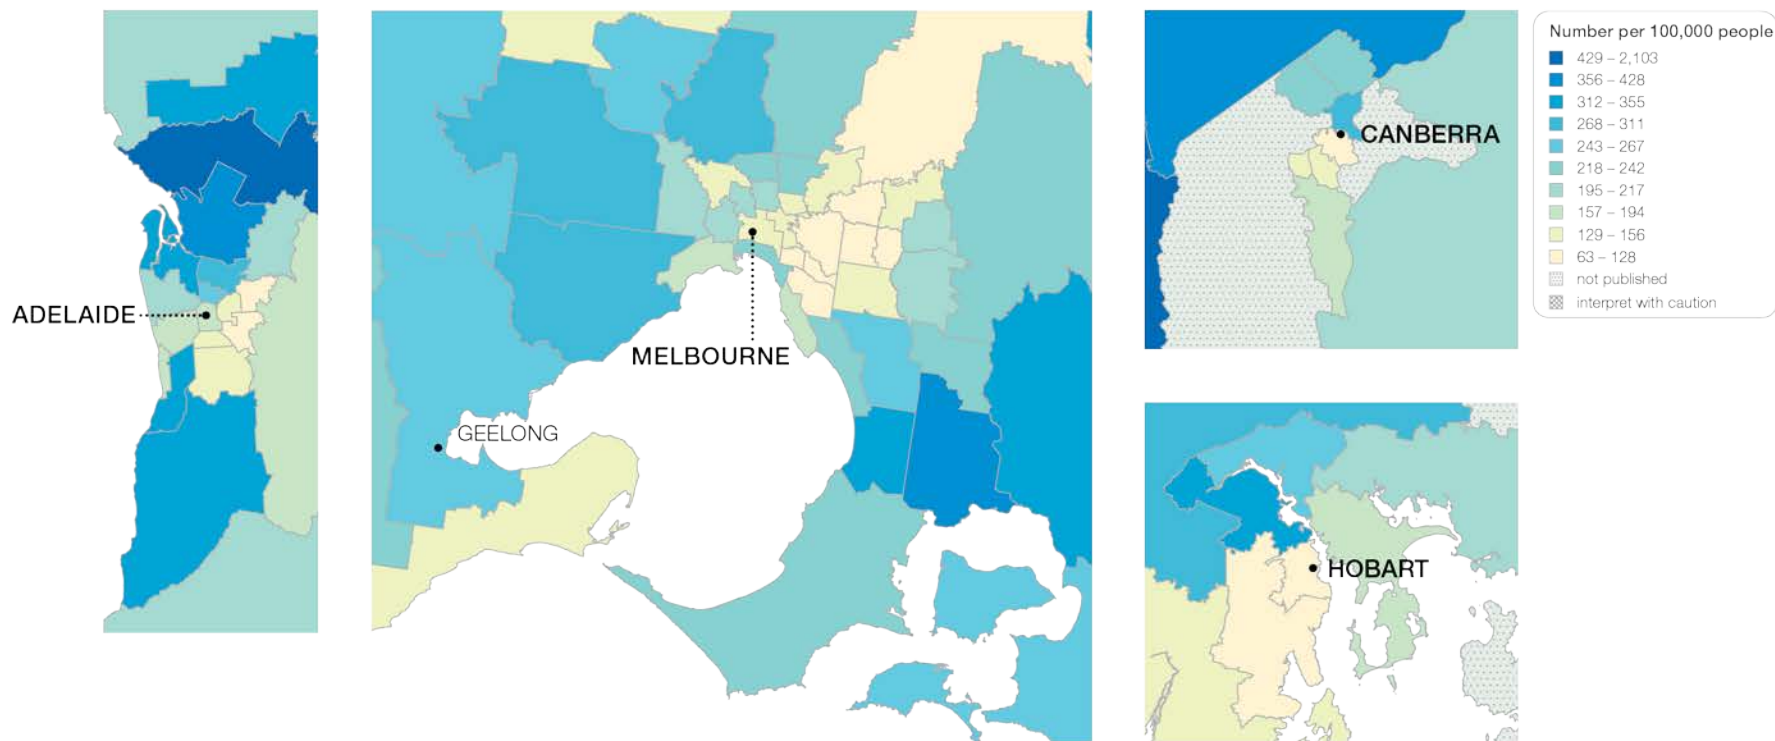 ADELAIDE
MELBOURNE
GEELONG
CANBERRA
HOBART
Number per 100,000 people
429 – 2,103
356 – 428
312 – 355
268 – 311
243 – 267
218 – 242
195 – 217
157 – 194
129 – 156
63 – 128
not published
interpret with caution